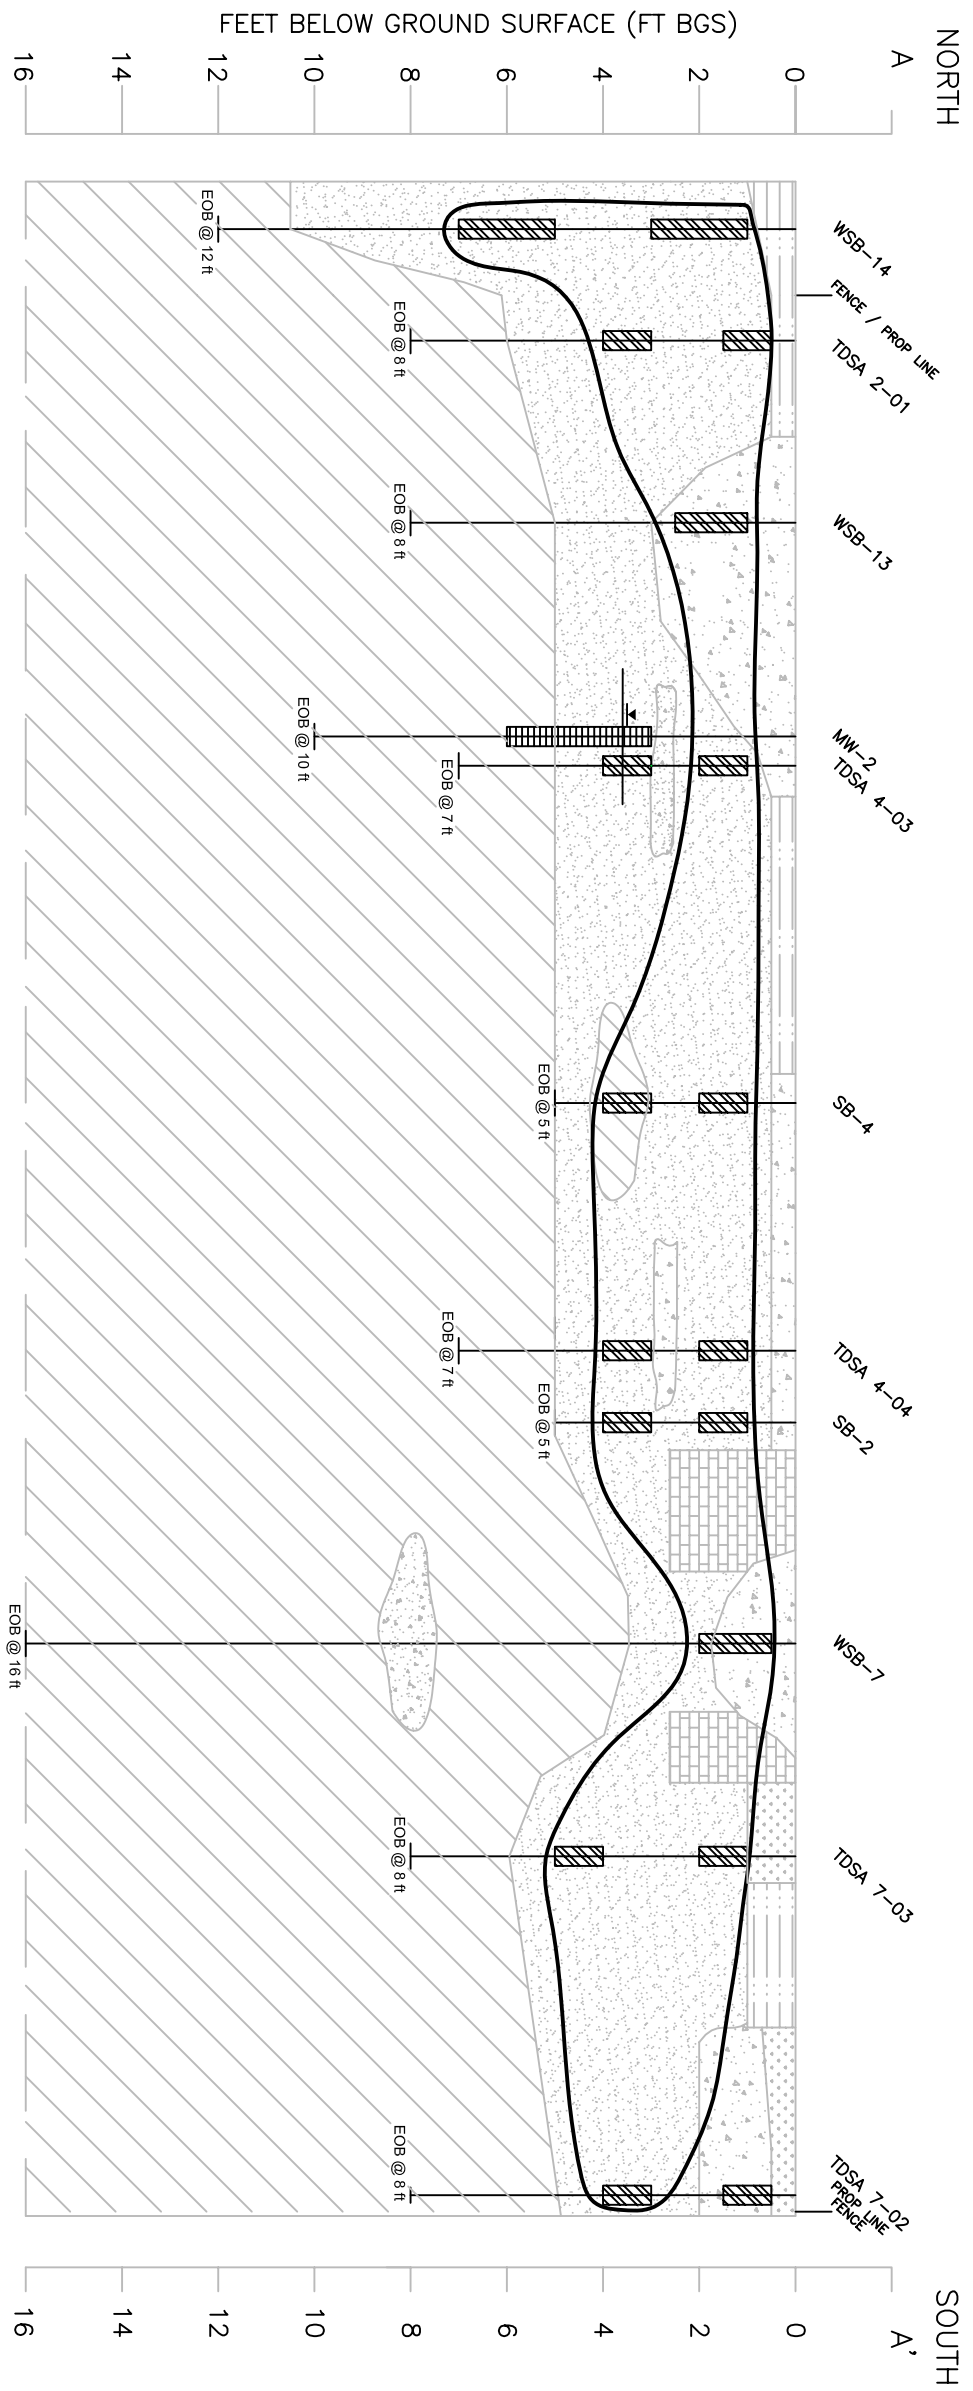 NORTH
SOUTH
A
A'
FEET BELOW GROUND SURFACE (FT BGS)
0
2
4
6
8
10
12
14
16
0
2
4
6
8
10
12
14
16
WSB-14
FENCE / PROP LINE
TDSA 2-01
WSB-13
MW-2
TDSA 4-03
SB-4
TDSA 4-04
SB-2
WSB-7
TDSA 7-03
TDSA 7-02
PROP LINE
FENCE
EOB @ 12 ft
EOB @ 8 ft
EOB @ 8 ft
EOB @ 10 ft
EOB @ 7 ft
EOB @ 5 ft
EOB @ 7 ft
EOB @ 5 ft
EOB @ 16 ft
EOB @ 8 ft
EOB @ 8 ft